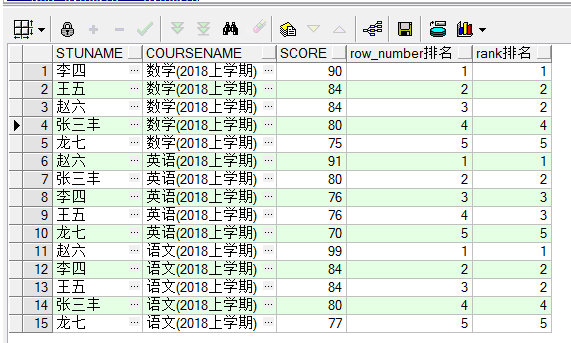 STUNAME COURSENAME SCORE row_number排名 rank排名
1 李四 ... 数学(2018上学期) ... 90 1 1
2 王五 ... 数学(2018上学期) ... 84 2 2
3 赵六 ... 数学(2018上学期) ... 84 3 2
4 张三丰 ... 数学(2018上学期) ... 80 4 4
5 龙七 ... 数学(2018上学期) ... 75 5 5
6 赵六 ... 英语(2018上学期) ... 91 1 1
7 张三丰 ... 英语(2018上学期) ... 80 2 2
8 李四 ... 英语(2018上学期) ... 76 3 3
9 王五 ... 英语(2018上学期) ... 76 4 3
10 龙七 ... 英语(2018上学期) ... 70 5 5
11 赵六 ... 语文(2018上学期) ... 99 1 1
12 李四 ... 语文(2018上学期) ... 84 2 2
13 王五 ... 语文(2018上学期) ... 84 3 2
14 张三丰 ... 语文(2018上学期) ... 80 4 4
15 龙七 ... 语文(2018上学期) ... 77 5 5